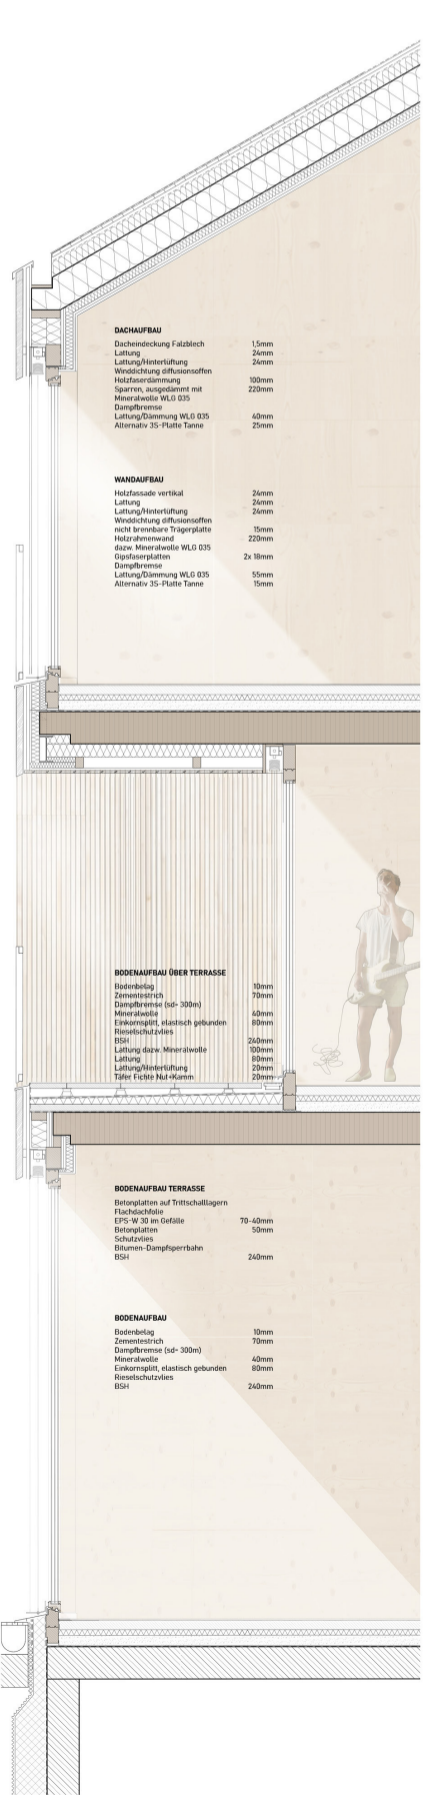 DACHAUFBAU
Dacheindeckung Falzblech 1,5mm
Lattung 24mm
Lattung/Hinterlüftung 24mm
Winddichtung diffusionsoffen
Holzfaserdämmung 100mm
Sparren, ausgedämmt mit 220mm
Mineralwolle WLG 035
Dampfbremse
Lattung/Dämmung WLG 035 40mm
Alternativ 3S-Platte Tanne 25mm
WANDAUFBAU
Holzfassade vertikal 24mm
Lattung 24mm
Lattung/Hinterlüftung 24mm
Winddichtung diffusionsoffen
nicht brennbare Trägerplatte 15mm
Holzrahmenwand 220mm
dazw. Mineralwolle WLG 035
Gipsfaserplatten 2x 18mm
Dampfbremse
Lattung/Dämmung WLG 035 55mm
Alternativ 3S-Platte Tanne 15mm
BODENAUFBAU ÜBER TERRASSE
Bodenbelag 10mm
Zementestrich 70mm
Dampfbremse (sd= 300m)
Mineralwolle 40mm
Einkornsplitt, elastisch gebunden 80mm
Rieselschutzvlies
BSH 240mm
Lattung dazw. Mineralwolle 100mm
Lattung 80mm
Lattung/Hinterlüftung 20mm
Täfer Fichte Nut+Kamm 20mm
BODENAUFBAU TERRASSE
Betonplatten auf Trittschalllagern
Flachdachfolie
EPS-W 30 im Gefälle 70-40mm
Betonplatten 50mm
Schutzvlies
Bitumen-Dampfsperrbahn
BSH 240mm
BODENAUFBAU
Bodenbelag 10mm
Zementestrich 70mm
Dampfbremse (sd= 300m)
Mineralwolle 40mm
Einkornsplitt, elastisch gebunden 80mm
Rieselschutzvlies
BSH 240mm